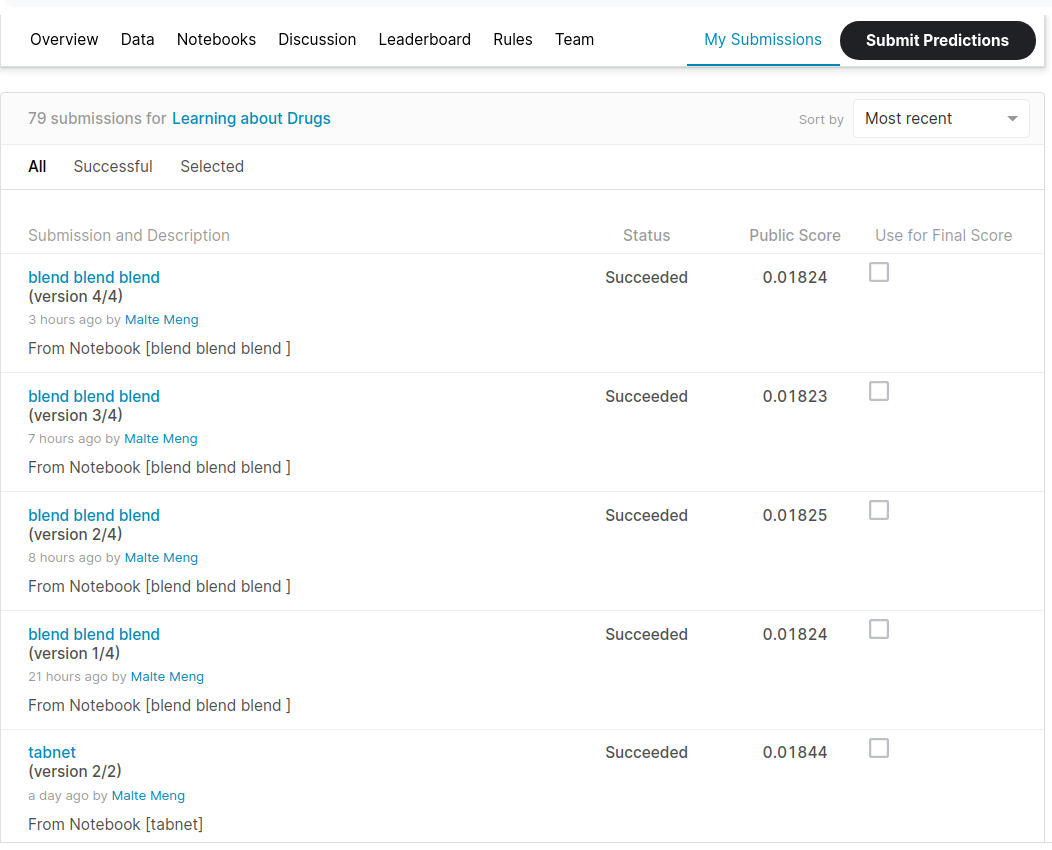 Overview Data Notebooks Discussion Leaderboard Rules Team My Submissions Submit Predictions
79 submissions for Learning about Drugs Sort by Most recent
All Successful Selected
Submission and Description Status Public Score Use for Final Score
blend blend blend Succeeded 0.01824
(version 4/4)
3 hours ago by Malte Meng
From Notebook [blend blend blend ]
blend blend blend Succeeded 0.01823
(version 3/4)
7 hours ago by Malte Meng
From Notebook [blend blend blend ]
blend blend blend Succeeded 0.01825
(version 2/4)
8 hours ago by Malte Meng
From Notebook [blend blend blend ]
blend blend blend Succeeded 0.01824
(version 1/4)
21 hours ago by Malte Meng
From Notebook [blend blend blend ]
tabnet Succeeded 0.01844
(version 2/2)
a day ago by Malte Meng
From Notebook [tabnet]